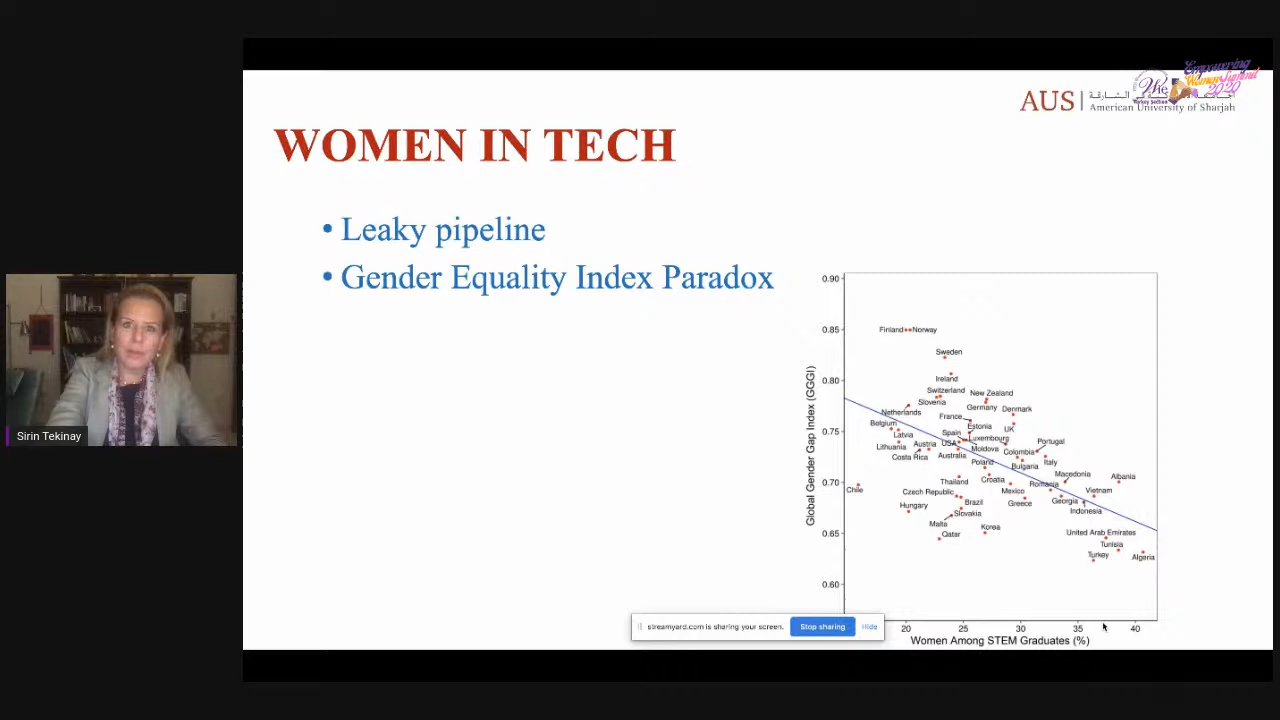 Empowering
Women Summit
2020
Wie
AUS
American University of Sharjah
WOMEN IN TECH
• Leaky pipeline
• Gender Equality Index Paradox
Sirin Tekinay
Global Gender Gap Index (GGGI)
0.90
0.85
0.80
0.75
0.70
0.65
0.60
Finland
Norway
Sweden
Ireland
Switzerland
Slovenia
New Zealand
Germany
Netherlands
Denmark
France
Belgium
Estonia
UK
Latvia
Spain
Luxembourg
Lithuania
Austria
USA
Portugal
Moldova
Costa Rica
Australia
Colombia
Poland
Bulgaria
Italy
Macedonia
Albania
Thailand
Croatia
Romania
Chile
Czech Republic
Mexico
Vietnam
Hungary
Brazil
Greece
Georgia
Indonesia
Slovakia
Malta
Korea
Qatar
United Arab Emirates
Tunisia
Turkey
Algeria
20
25
30
35
40
Women Among STEM Graduates (%)
streamyard.com is sharing your screen.
Stop sharing
Hide